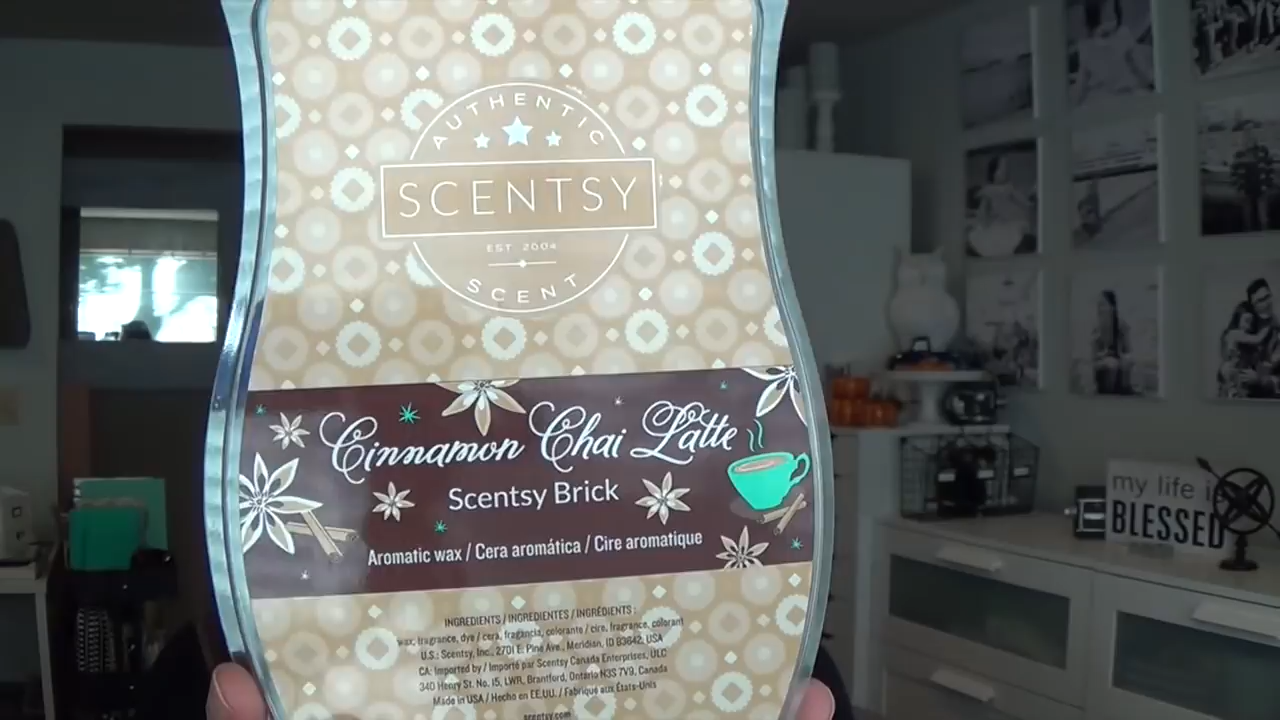 AUTHENTIC
SCENTSY
EST. 2004
SCENT
Cinnamon Chai Latte
Scentsy Brick
Aromatic wax / Cera aromática / Cire aromatique
INGREDIENTS / INGREDIENTES / INGRÉDIENTS :
wax, fragrance, dye / cera, fragancia, colorante / cire, fragrance, colorant
U.S.: Scentsy, Inc., 2701 E. Pine Ave., Meridian, ID 83642, USA
CA: Imported by / Importé par Scentsy Canada Enterprises, ULC
340 Henry St. No. 15, LWR, Brantford, Ontario N3S 7V9, Canada
Made in USA / Hecho en EE.UU. / Fabriqué aux États-Unis
scentsy.com
my life is
BLESSED